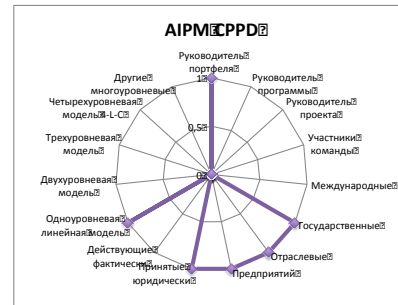 AIPM CPPD
Руководитель
портфеля
Руководитель
программы
Руководитель
проекта
Участники
команды
Международные
Государственные
Отраслевые
Предприятий
Принятые
юридически
Действующие
фактически
Одноуровневая
линейная модель
Двухуровневая
модель
Трехуровневая
модель
Четырехуровневая
модель 4-L-C
Другие
многоуровневые
1
0,5
0